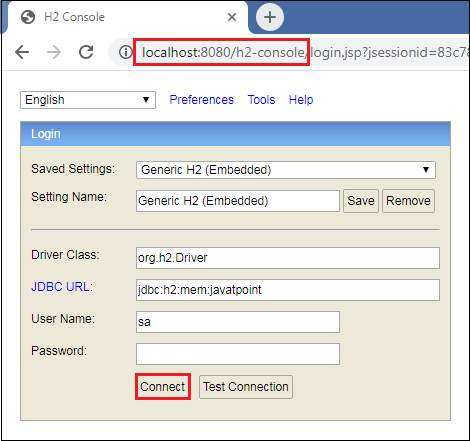 H2 Console
localhost:8080/h2-console/login.jsp?jsessionid=83c78
English Preferences Tools Help
Login
Saved Settings: Generic H2 (Embedded)
Setting Name: Generic H2 (Embedded) Save Remove
Driver Class: org.h2.Driver
JDBC URL: jdbc:h2:mem:javatpoint
User Name: sa
Password:
Connect Test Connection